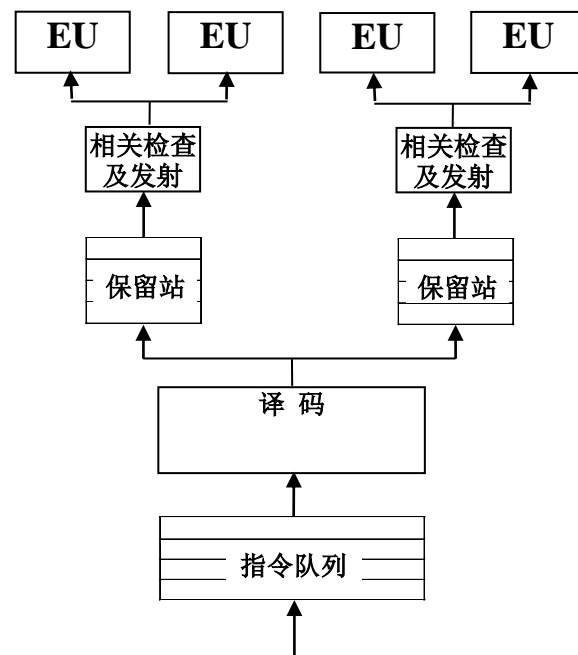 EU EU EU EU
相关检查
及发射
相关检查
及发射
保留站 保留站
译 码
指令队列